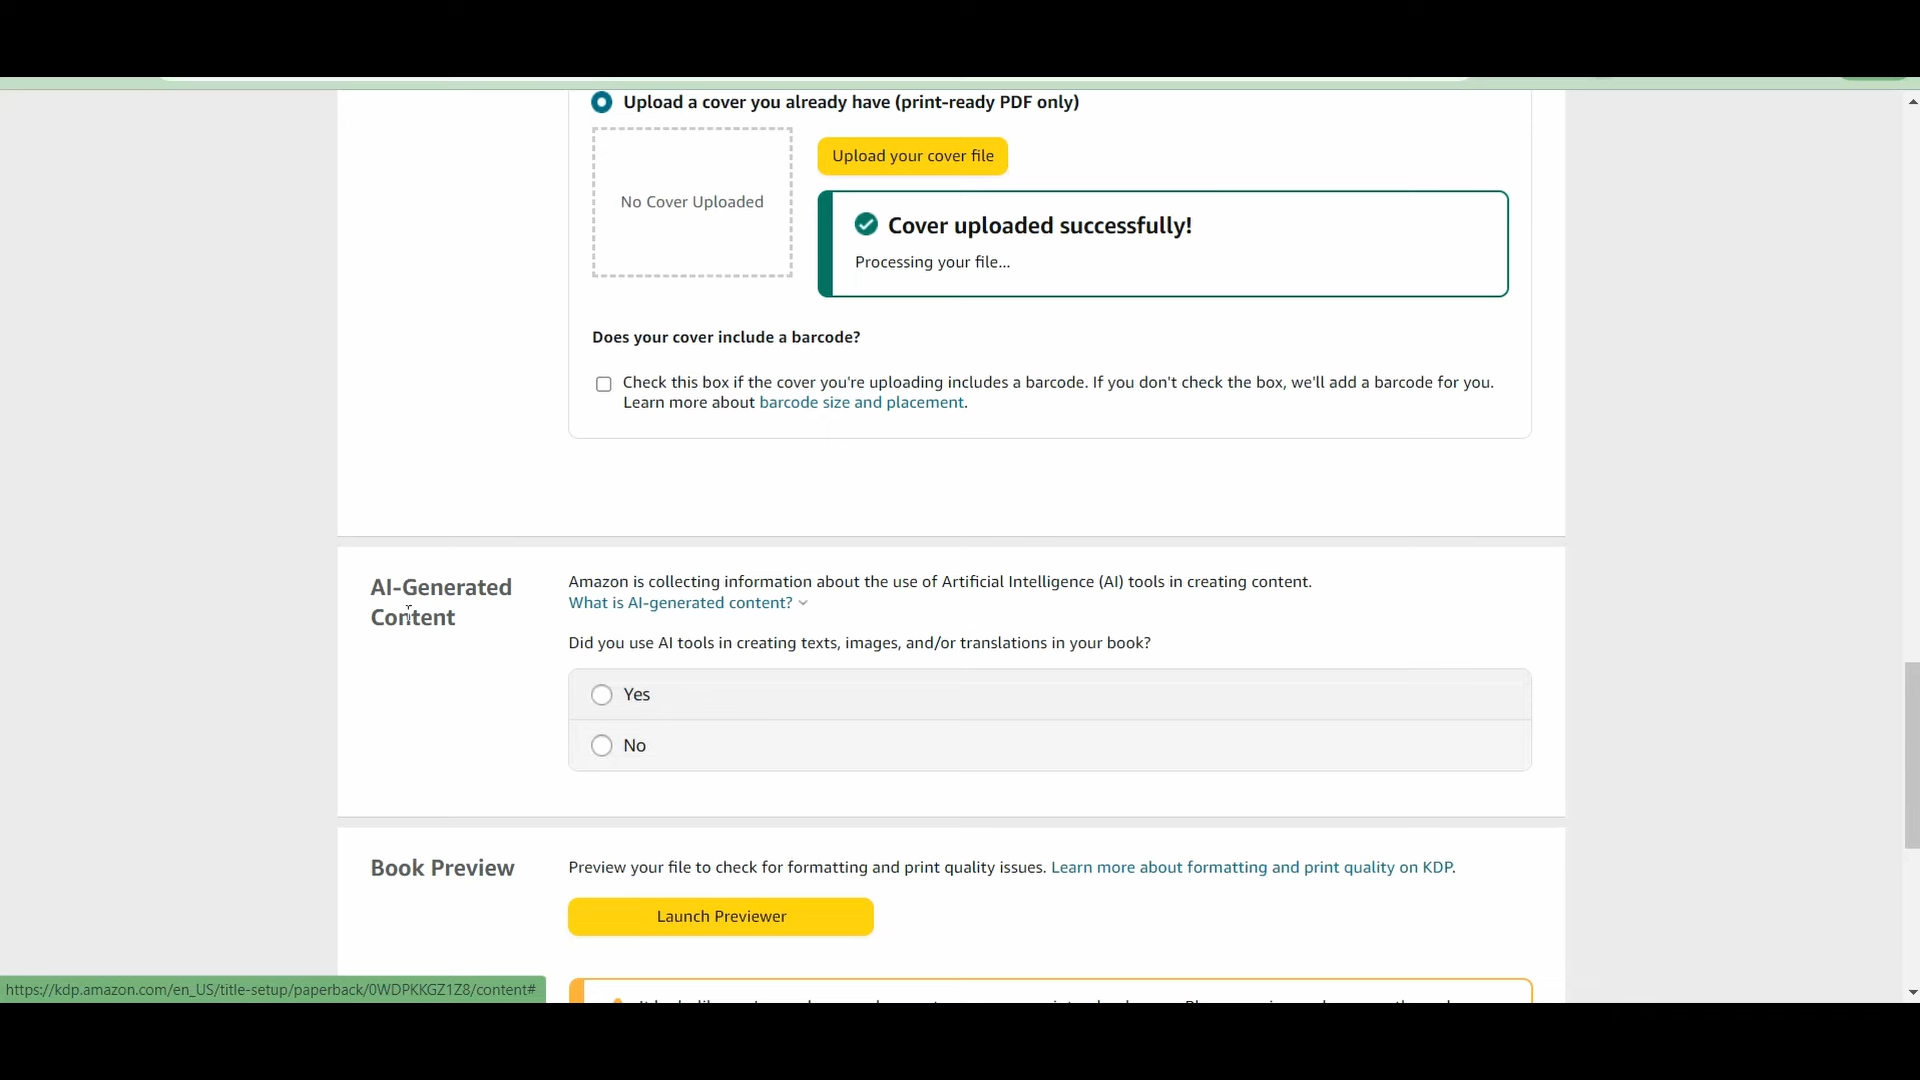 Upload a cover you already have (print-ready PDF only)
Upload your cover file
No Cover Uploaded
Cover uploaded successfully!
Processing your file...
Does your cover include a barcode?
Check this box if the cover you're uploading includes a barcode. If you don't check the box, we'll add a barcode for you.
Learn more about barcode size and placement.
AI-Generated
Content
Amazon is collecting information about the use of Artificial Intelligence (AI) tools in creating content.
What is AI-generated content?
Did you use AI tools in creating texts, images, and/or translations in your book?
Yes
No
Book Preview
Preview your file to check for formatting and print quality issues. Learn more about formatting and print quality on KDP.
Launch Previewer
https://kdp.amazon.com/en_US/title-setup/paperback/0WDPKKGZ1Z8/content#